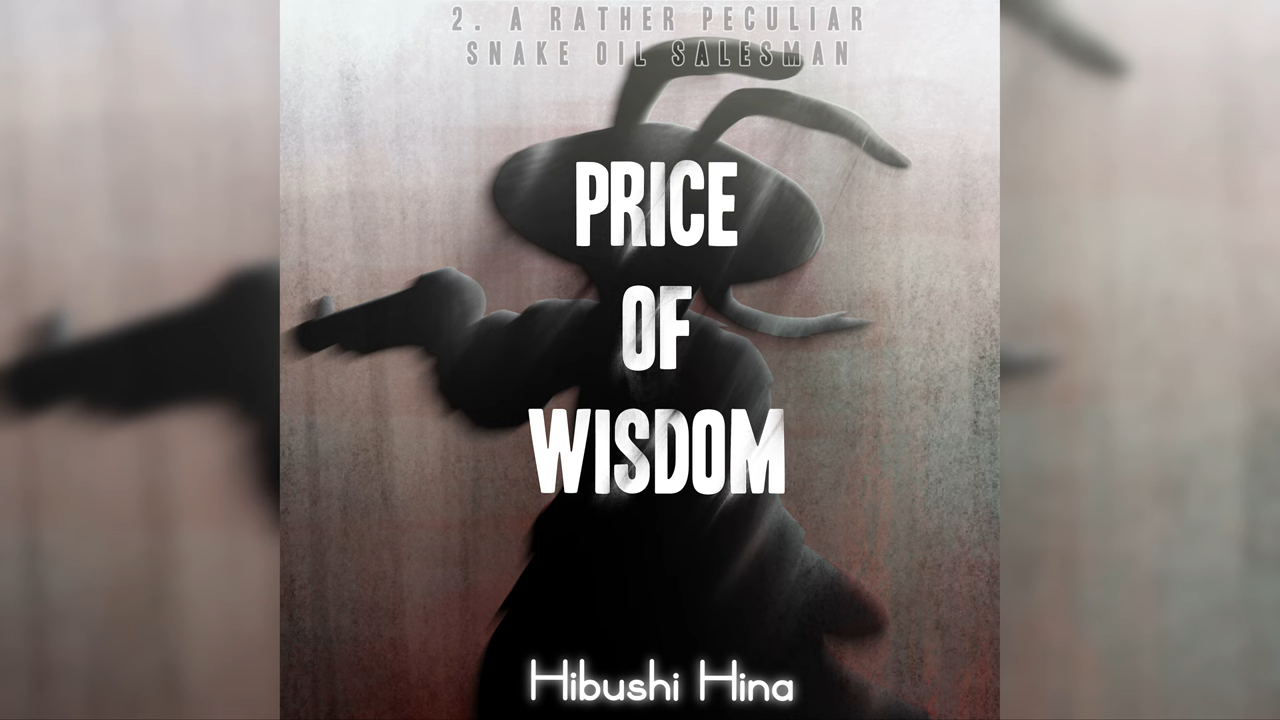 2. A RATHER PECULIAR
SNAKE OIL SALESMAN
PRICE
OF
WISDOM
Hibushi Hina